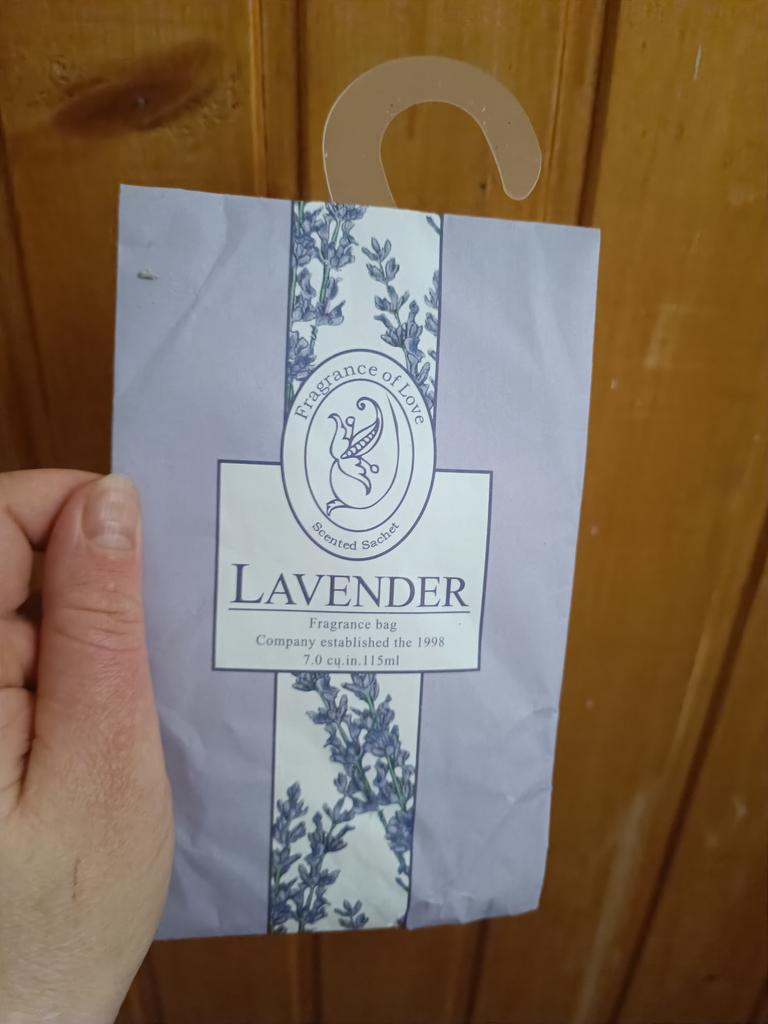 Fragrance of Love
Scented Sachet
LAVENDER
Fragrance bag
Company established the 1998
7.0 cu.in.115ml